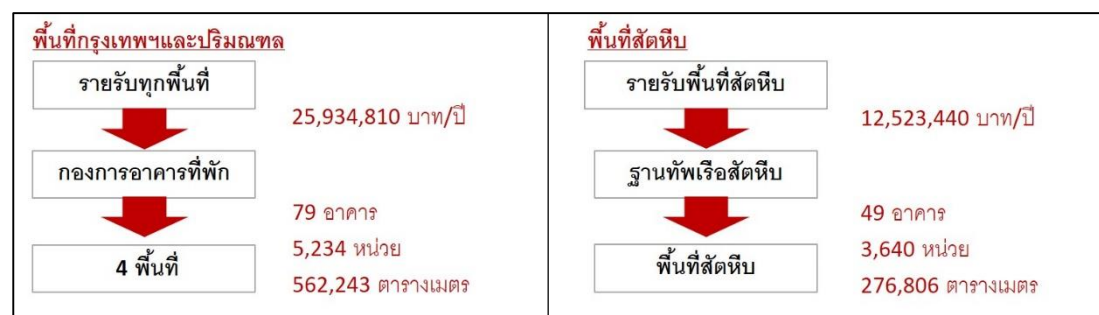 พื้นที่กรุงเทพฯและปริมณฑล
รายรับทุกพื้นที่
25,934,810 บาท/ปี
กองการอาคารที่พัก
79 อาคาร
5,234 หน่วย
4 พื้นที่
562,243 ตารางเมตร
พื้นที่สัตหีบ
รายรับพื้นที่สัตหีบ
12,523,440 บาท/ปี
ฐานทัพเรือสัตหีบ
49 อาคาร
3,640 หน่วย
พื้นที่สัตหีบ
276,806 ตารางเมตร